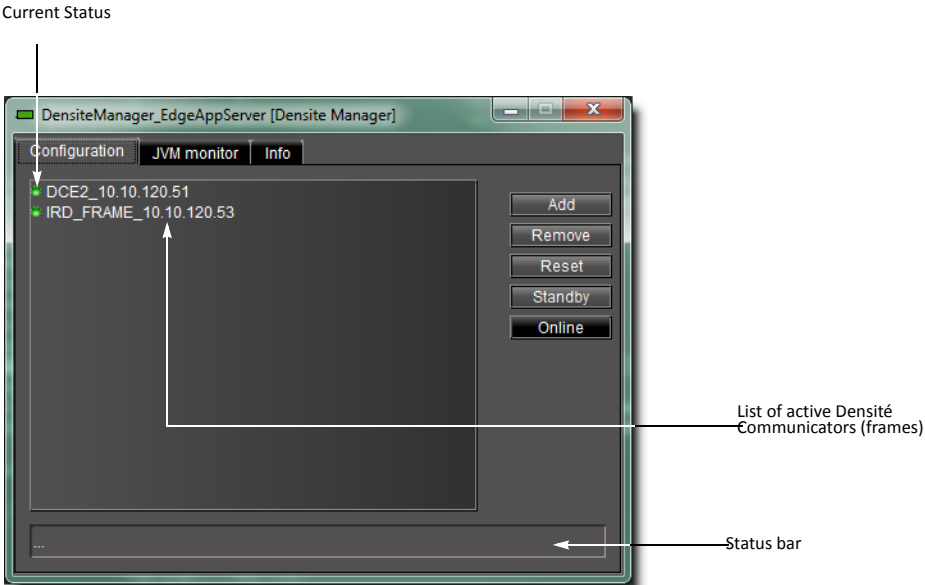 Current Status
DensiteManager_EdgeAppServer [Densite Manager]
Configuration
JVM monitor
Info
DCE2_10.10.120.51
IRD_FRAME_10.10.120.53
Add
Remove
Reset
Standby
Online
List of active Densité
Communicators (frames)
...
Status bar